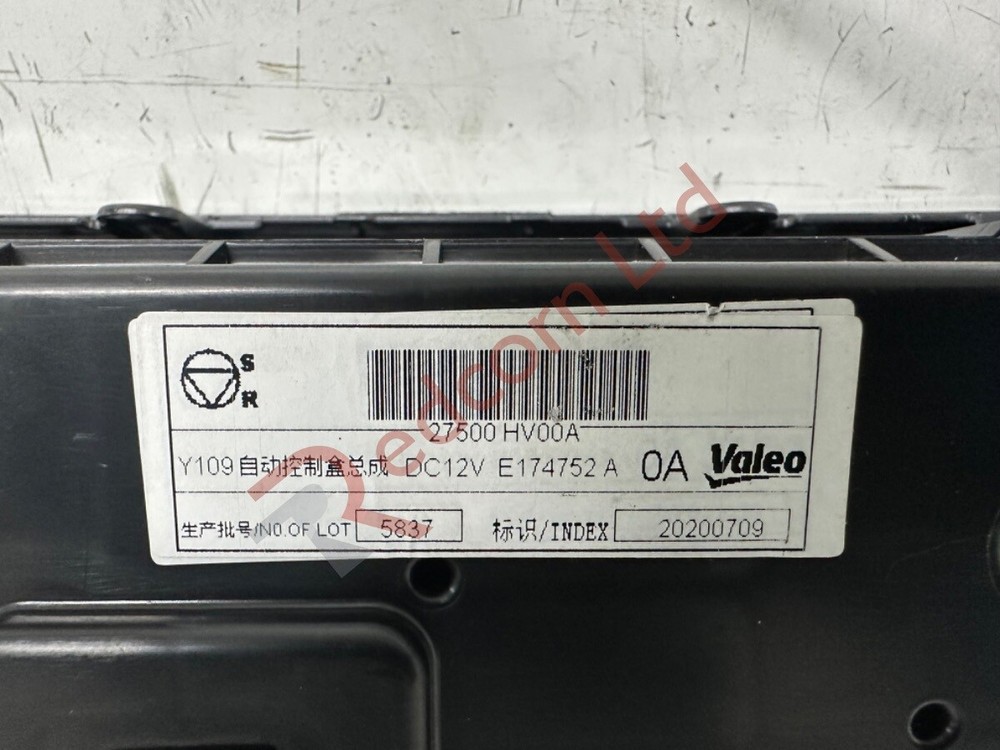 S
R
27500 HV00A
Y109 自动控制盒总成 DC12V E174752 A 0A Valeo
生产批号/NO.OF LOT 5837 标识/INDEX 20200709
Redcorn Ltd